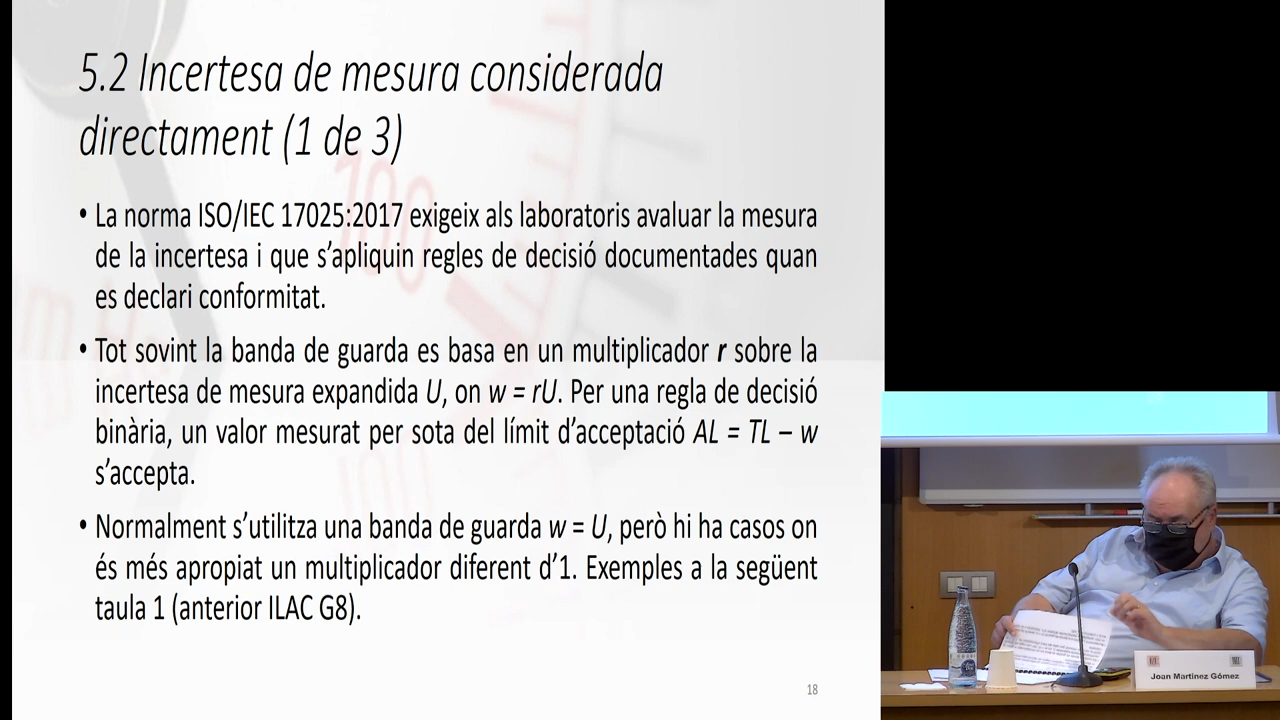 5.2 Incertesa de mesura considerada
directament (1 de 3)
• La norma ISO/IEC 17025:2017 exigeix als laboratoris avaluar la mesura
de la incertesa i que s’apliquin regles de decisió documentades quan
es declari conformitat.
• Tot sovint la banda de guarda es basa en un multiplicador r sobre la
incertesa de mesura expandida U, on w = rU. Per una regla de decisió
binària, un valor mesurat per sota del límit d’acceptació AL = TL – w
s’accepta.
• Normalment s’utilitza una banda de guarda w = U, però hi ha casos on
és més apropiat un multiplicador diferent d’1. Exemples a la següent
taula 1 (anterior ILAC G8).
18
Joan Martínez Gómez